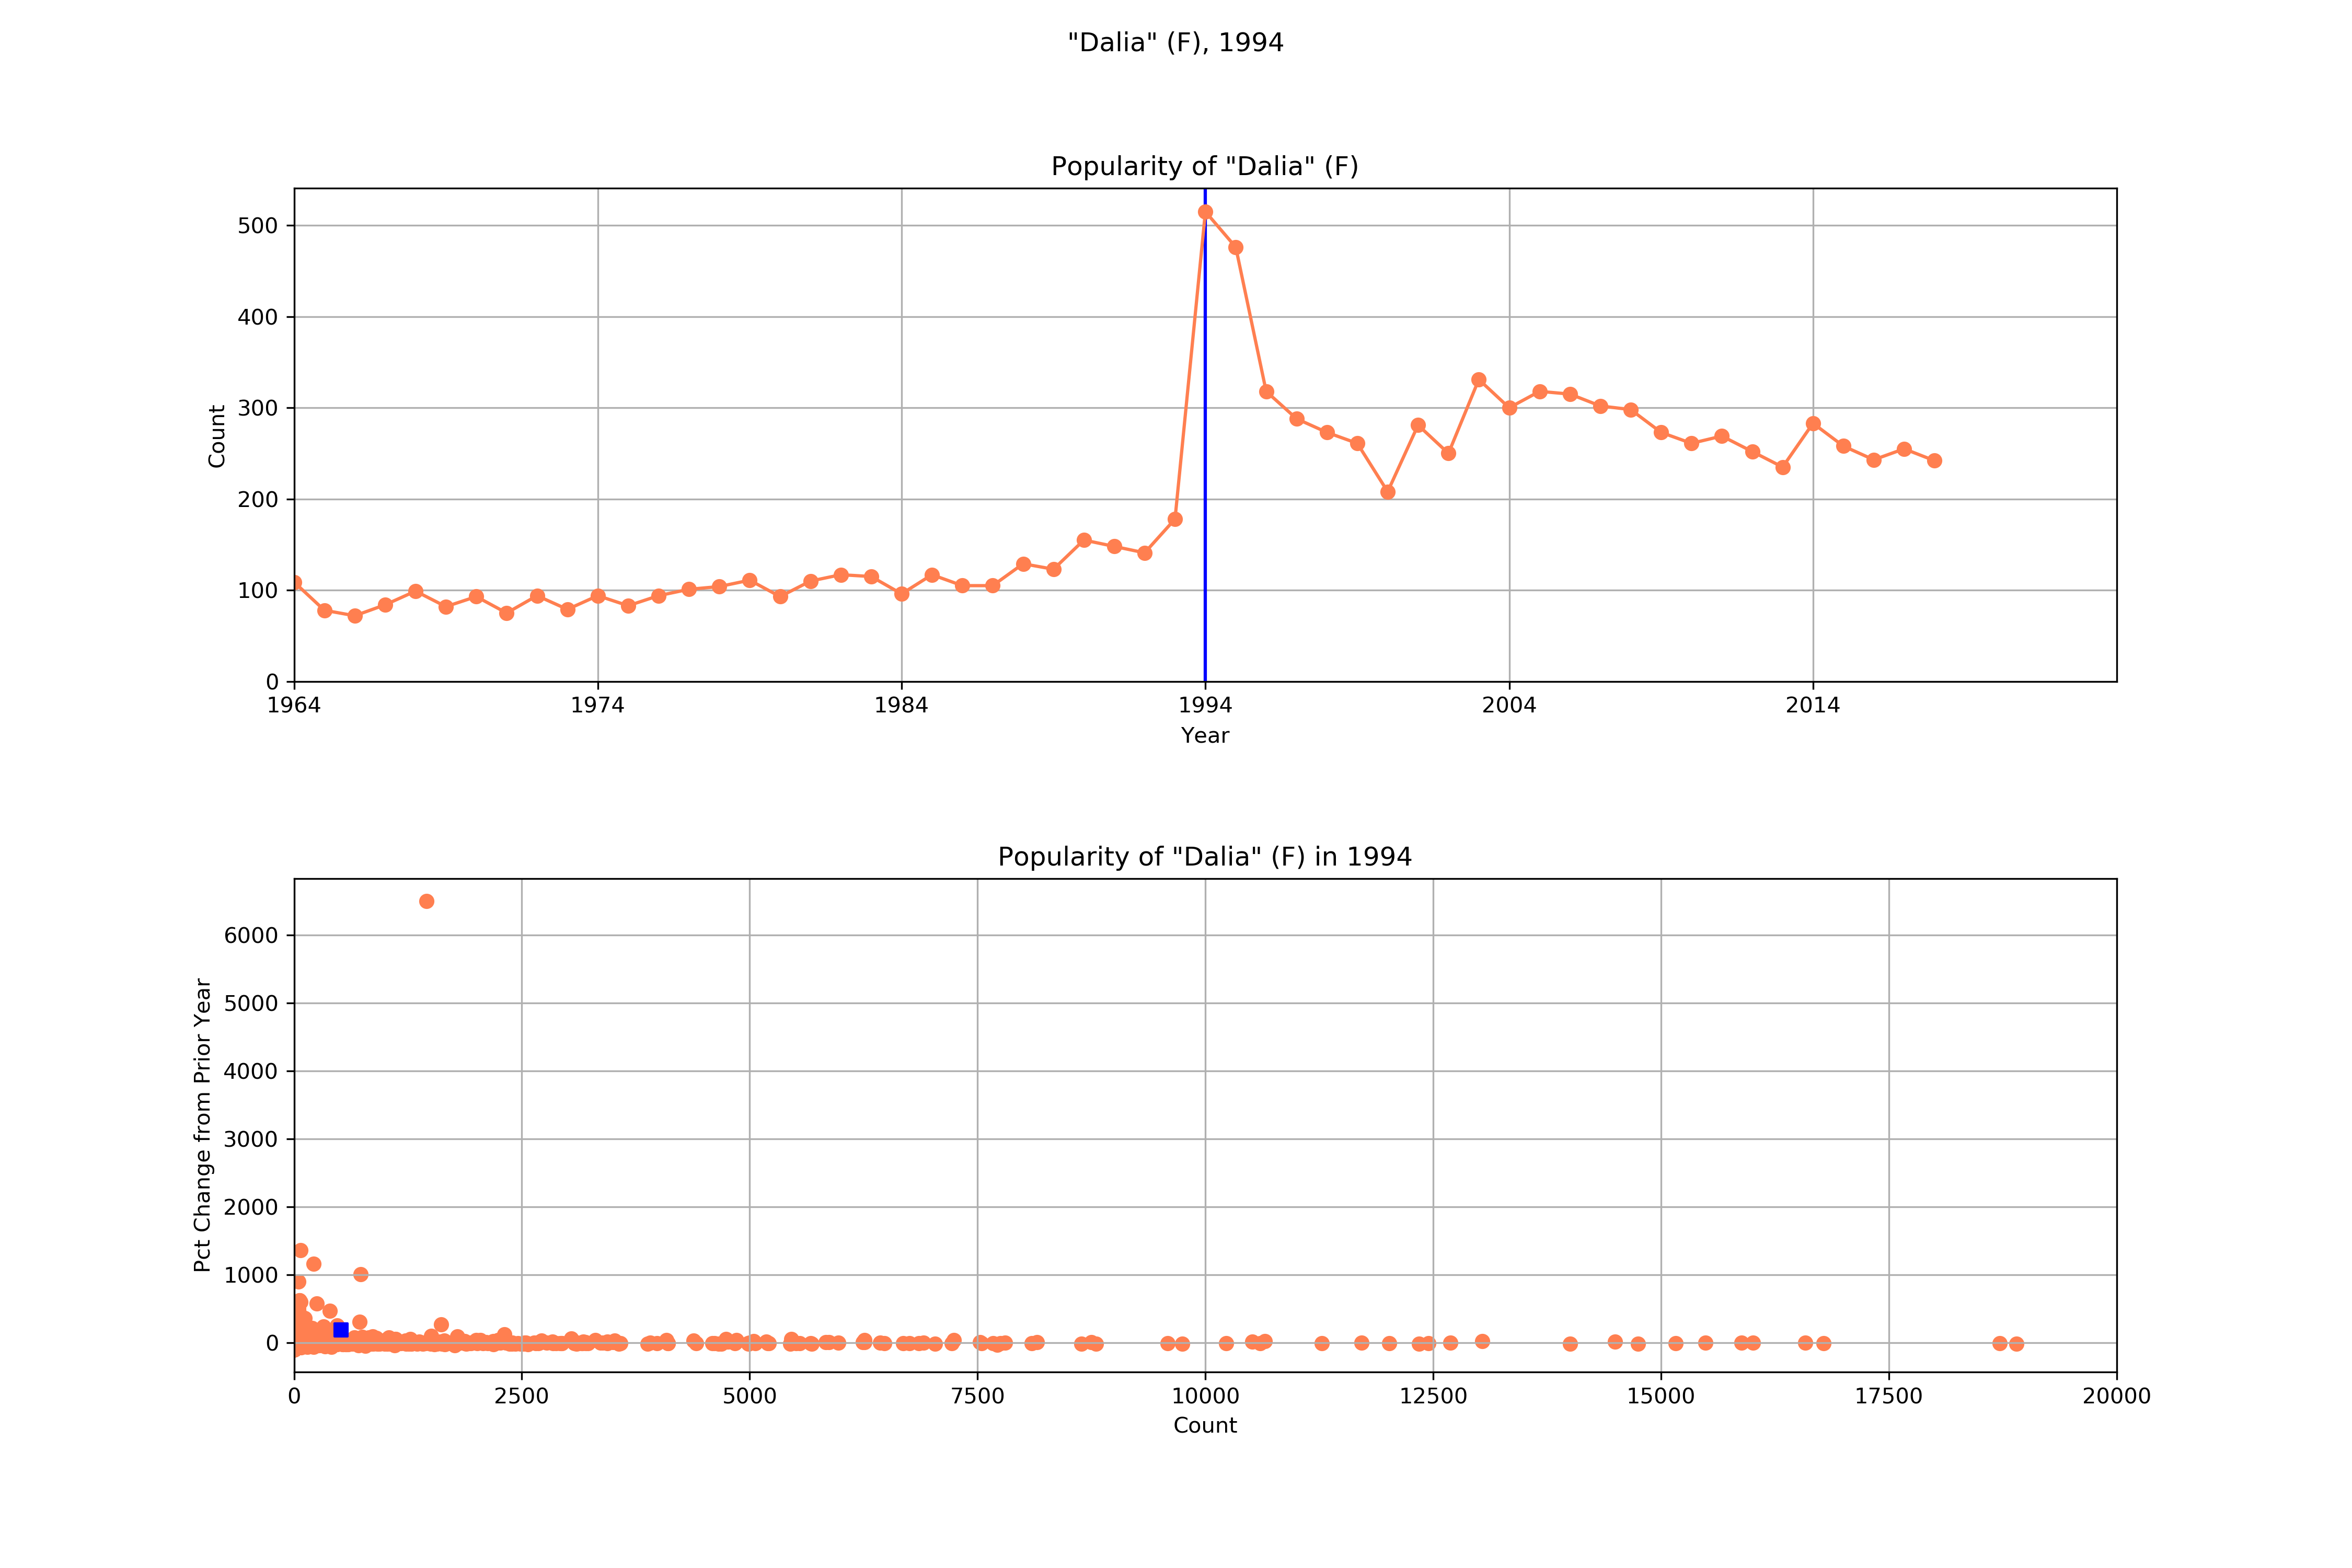 "Dalia" (F), 1994
Popularity of "Dalia" (F)
500
400
300
200
100
0
Count
1964 1974 1984 1994 2004 2014
Year
Popularity of "Dalia" (F) in 1994
6000
5000
4000
3000
2000
1000
0
Pct Change from Prior Year
0 2500 5000 7500 10000 12500 15000 17500 20000
Count